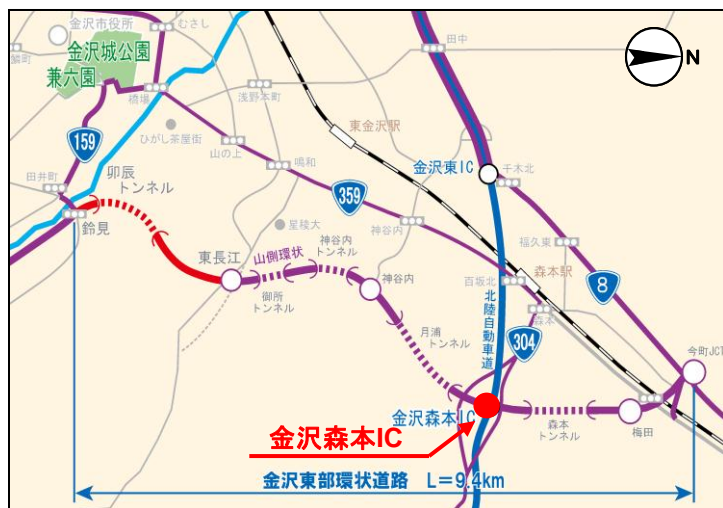 金沢市役所
むさし
金沢城公園
兼六園
橋場
田中
N
159
ひがし茶屋街
浅野本町
山の上
鳴和
東金沢駅
金沢東IC
千木北
田井町
卯辰
トンネル
鈴見
359
星稜大
神谷内
福久東
東長江
山側環状
神谷内
トンネル
神谷内
御所
トンネル
百坂北
森本駅
8
森本
北陸自動車道
304
月浦
トンネル
今町JCT
金沢森本IC
金沢森本IC
森本
トンネル
梅田
金沢東部環状道路 L=9.4km